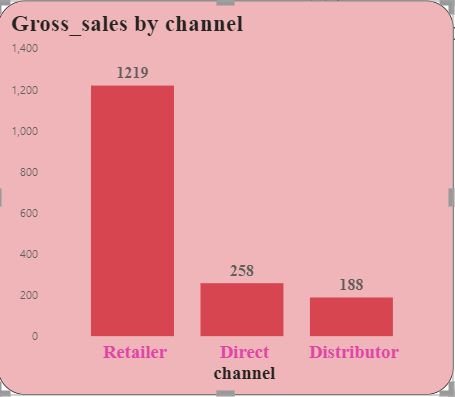 Gross_sales by channel
1,400
1,200
1,000
800
600
400
200
0
1219
258
188
Retailer
Direct
Distributor
channel